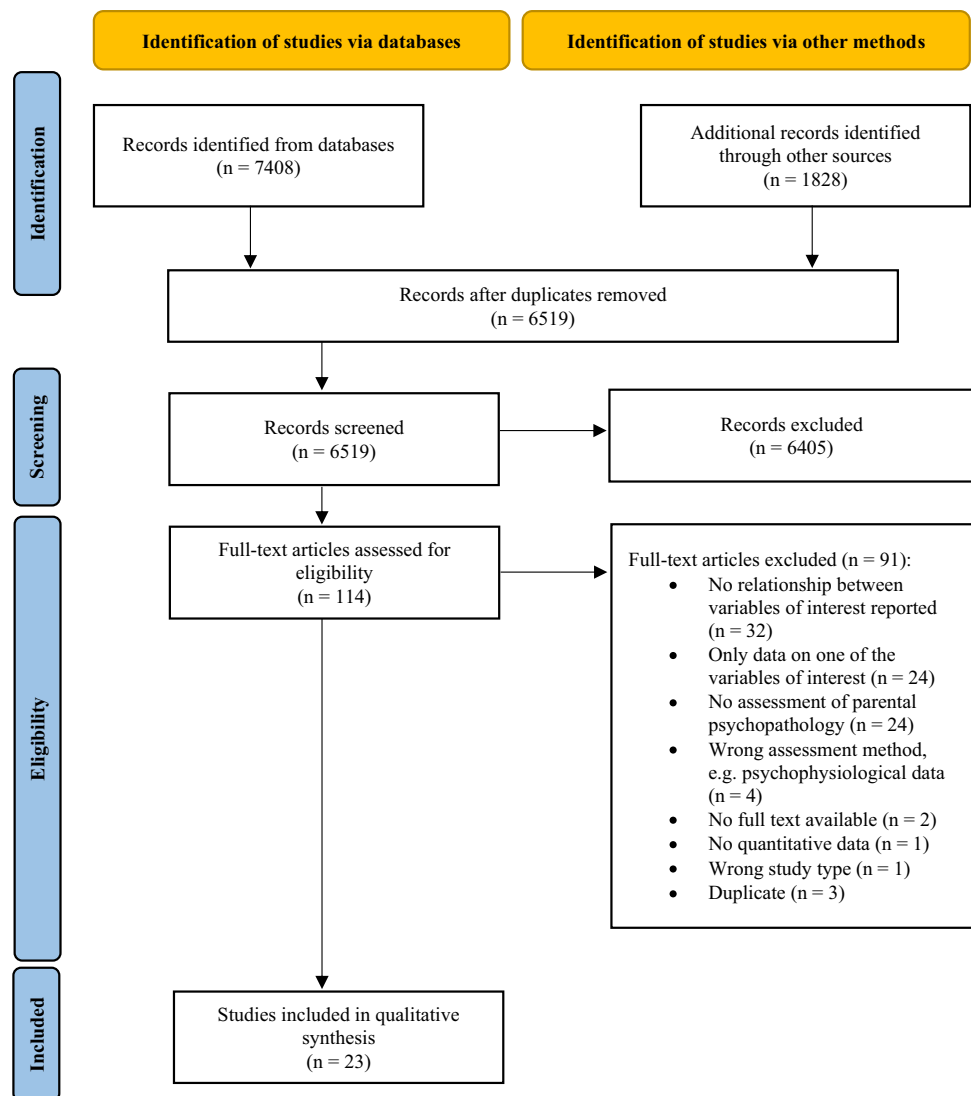 Identification of studies via databases
Identification of studies via other methods
Identification
Records identified from databases
(n = 7408)
Additional records identified
through other sources
(n = 1828)
Records after duplicates removed
(n = 6519)
Screening
Records screened
(n = 6519)
Records excluded
(n = 6405)
Eligibility
Full-text articles assessed for
eligibility
(n = 114)
Full-text articles excluded (n = 91):
• No relationship between
variables of interest reported
(n = 32)
• Only data on one of the
variables of interest (n = 24)
• No assessment of parental
psychopathology (n = 24)
• Wrong assessment method,
e.g. psychophysiological data
(n = 4)
• No full text available (n = 2)
• No quantitative data (n = 1)
• Wrong study type (n = 1)
• Duplicate (n = 3)
Included
Studies included in qualitative
synthesis
(n = 23)